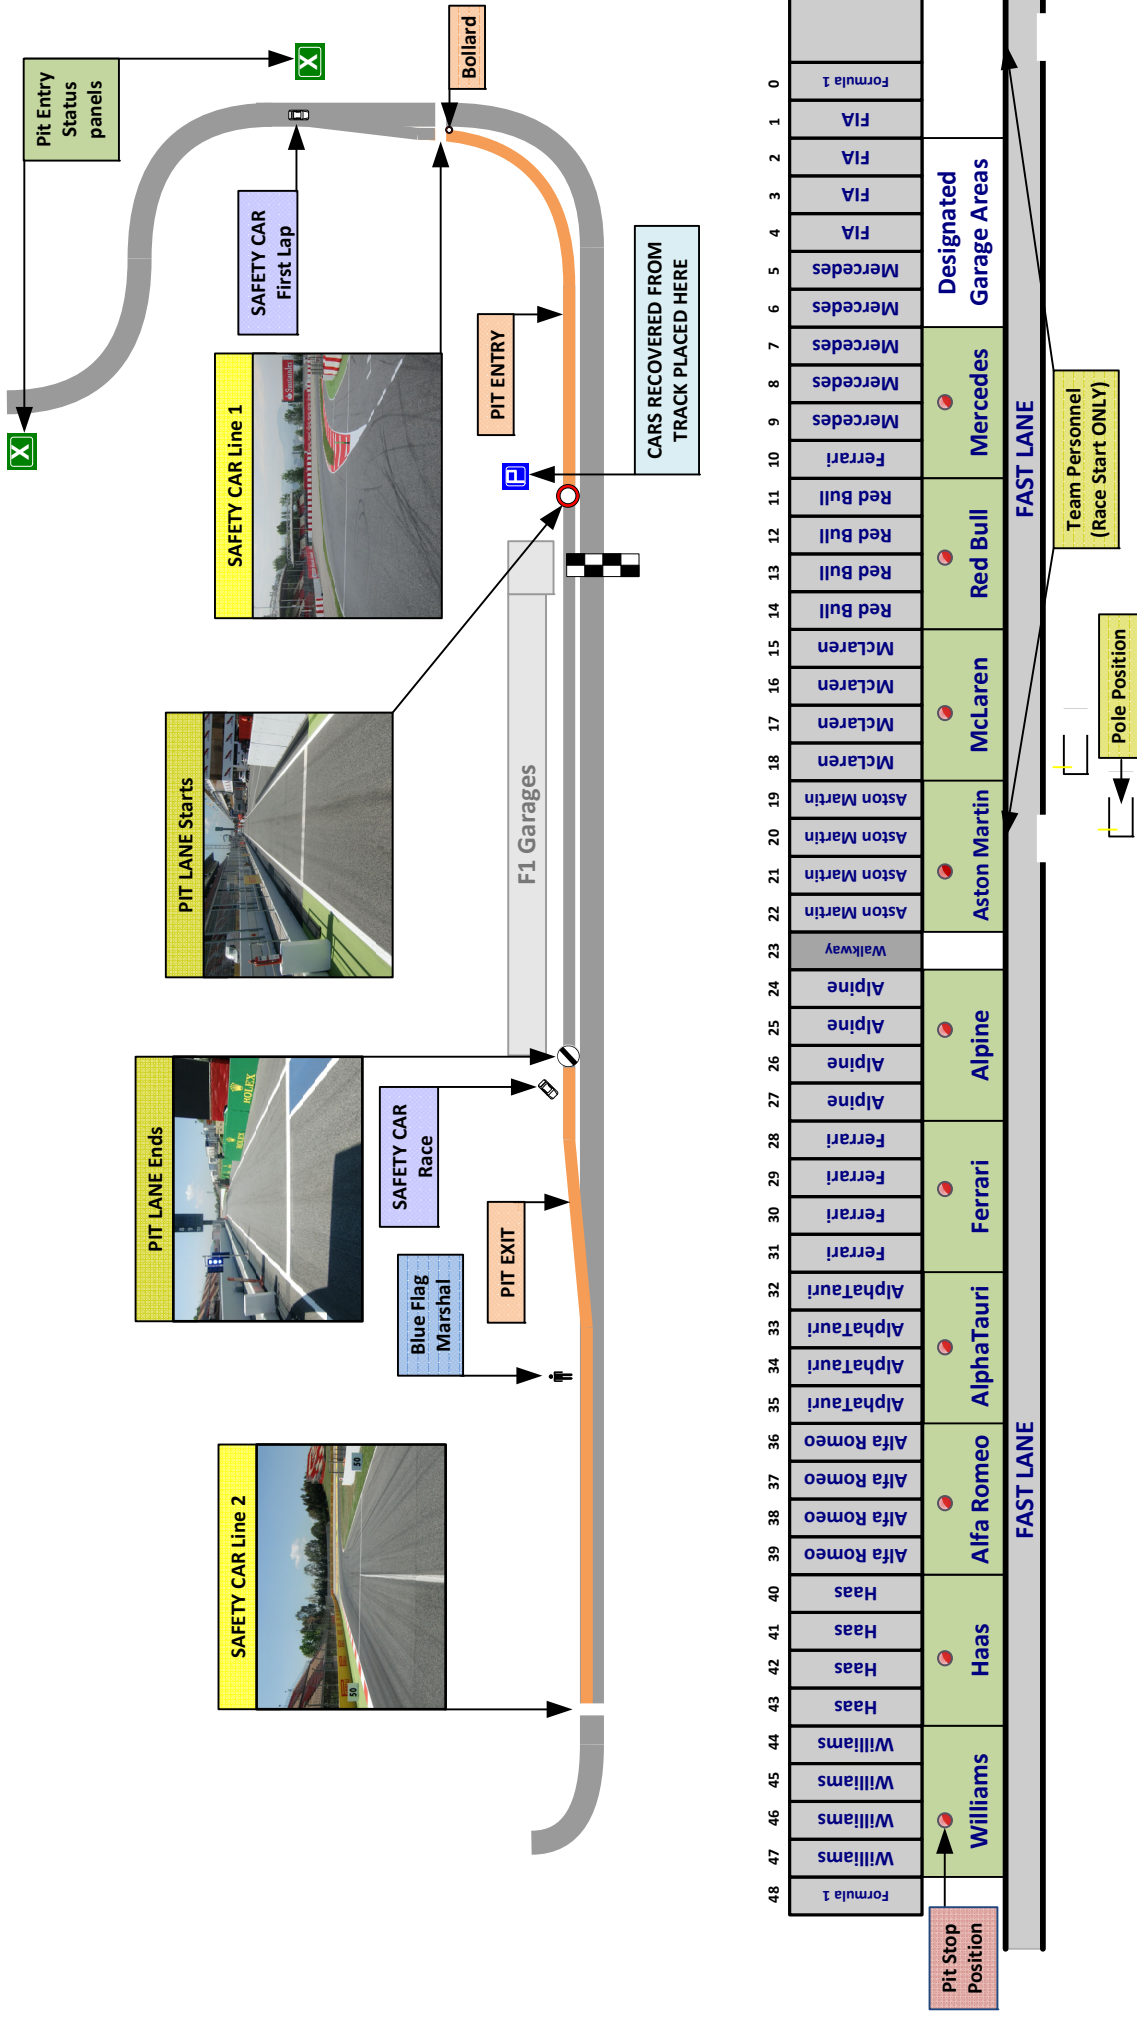 Pit Entry
Status
panels
X
X
Bollard
SAFETY CAR
First Lap
SAFETY CAR Line 1
Santander
PIT ENTRY
CARS RECOVERED FROM
TRACK PLACED HERE
P
PIT LANE Starts
F1 Garages
PIT LANE Ends
ROLEX
ROLEX
SAFETY CAR
Race
PIT EXIT
Blue Flag
Marshal
SAFETY CAR Line 2
50
50
48 47 46 45 44 43 42 41 40 39 38 37 36 35 34 33 32 31 30 29 28 27 26 25 24 23 22 21 20 19 18 17 16 15 14 13 12 11 10 9 8 7 6 5 4 3 2 1 0
Formula 1 Williams Williams Williams Williams Haas Haas Haas Haas Alfa Romeo Alfa Romeo Alfa Romeo Alfa Romeo AlphaTauri AlphaTauri AlphaTauri AlphaTauri Ferrari Ferrari Ferrari Ferrari Alpine Alpine Alpine Alpine Walkway Aston Martin Aston Martin Aston Martin Aston Martin McLaren McLaren McLaren McLaren Red Bull Red Bull Red Bull Red Bull Ferrari Mercedes Mercedes Mercedes Mercedes Mercedes FIA FIA FIA FIA Formula 1
Williams Haas Alfa Romeo AlphaTauri Ferrari Alpine Aston Martin McLaren Red Bull Mercedes
Designated
Garage Areas
Pit Stop
Position
FAST LANE FAST LANE
Team Personnel
(Race Start ONLY)
Pole Position